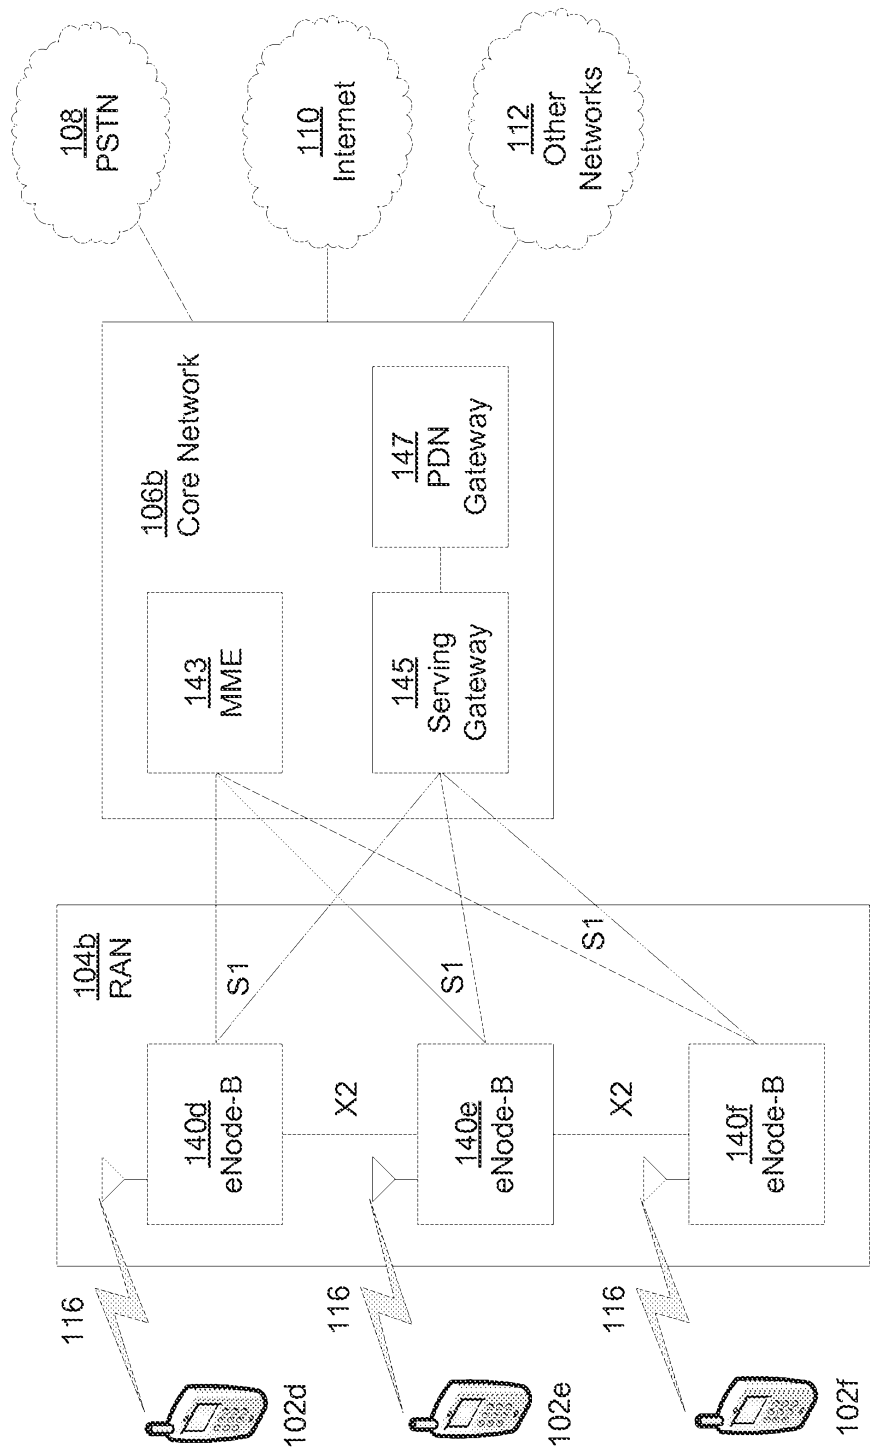 102d
116
104b
RAN
140d
eNode-B
S1
X2
102e
116
140e
eNode-B
S1
X2
102f
116
140f
eNode-B
S1
106b
Core Network
143
MME
145
Serving
Gateway
147
PDN
Gateway
108
PSTN
110
Internet
112
Other
Networks